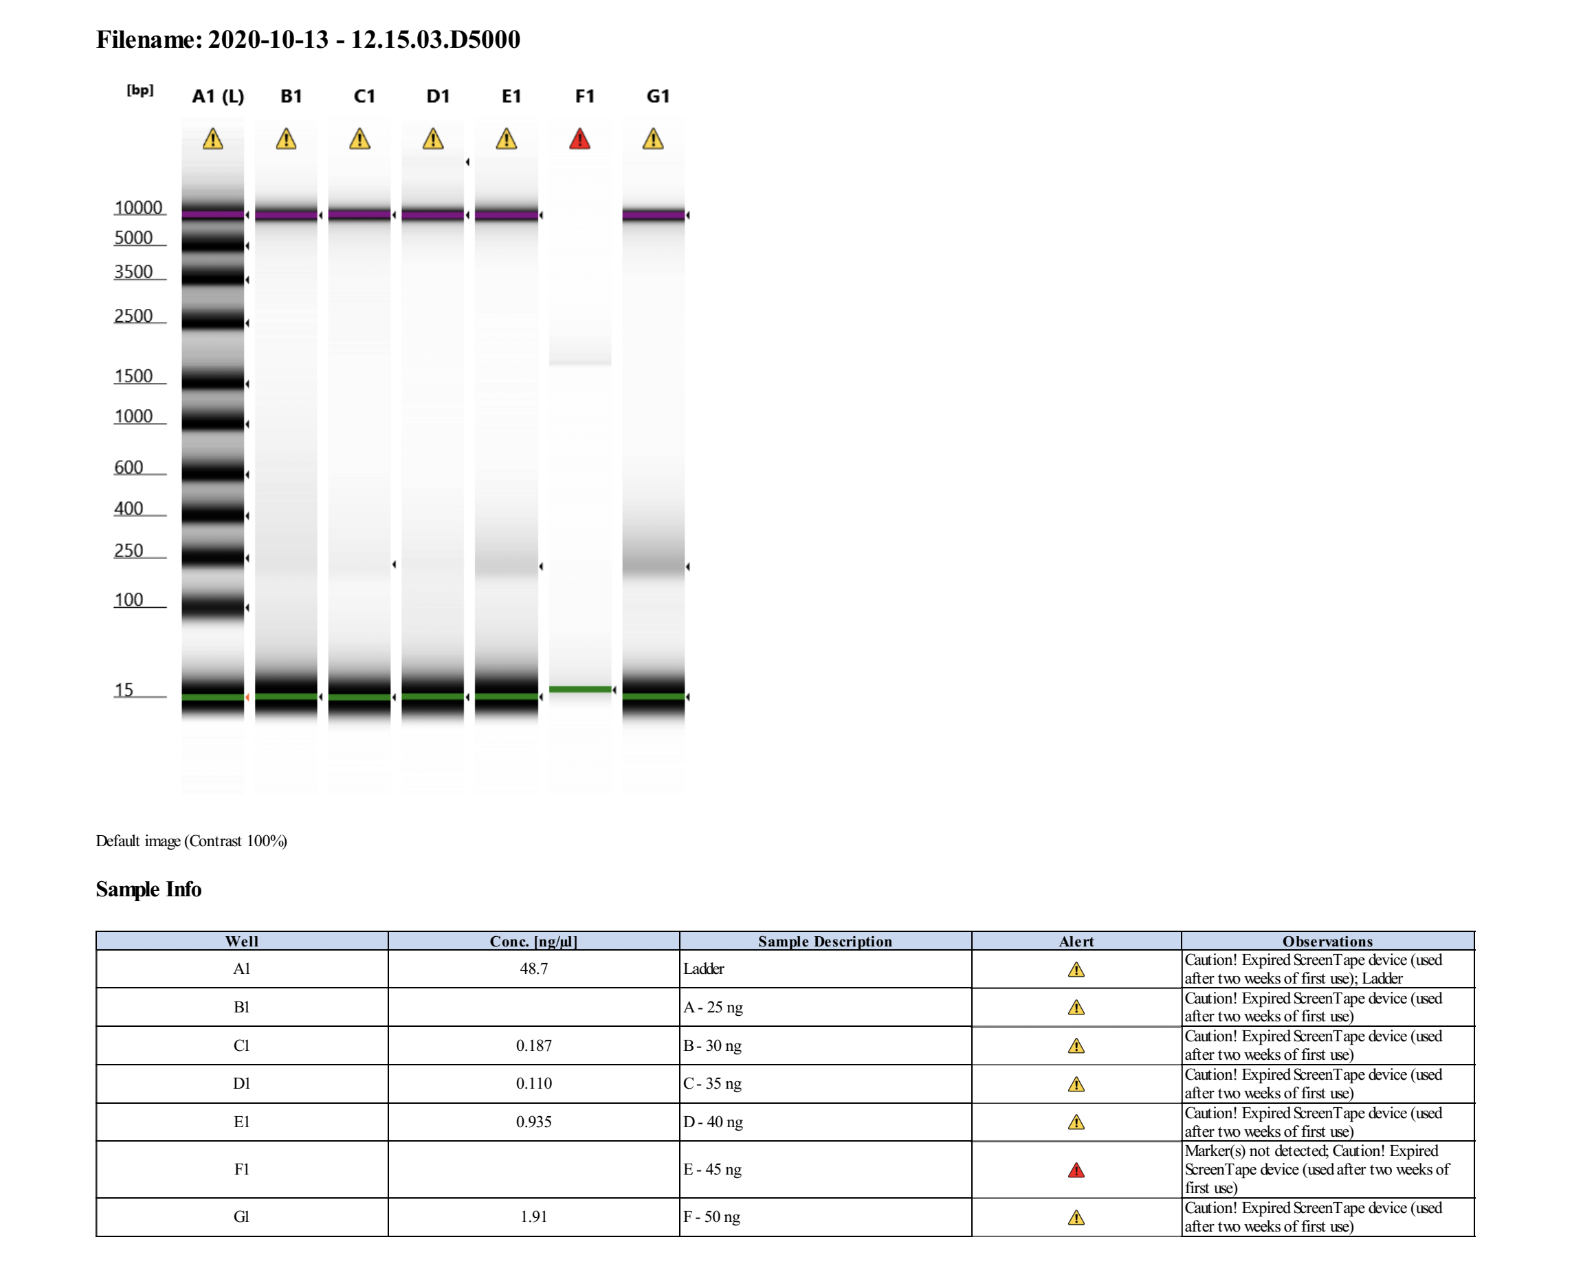 Filename: 2020-10-13 - 12.15.03.D5000
[bp] A1 (L) B1 C1 D1 E1 F1 G1
10000
5000
3500
2500
1500
1000
600
400
250
100
15
Default image (Contrast 100%)
Sample Info
Well Conc. [ng/µl] Sample Description Alert Observations
A1 48.7 Ladder Caution! Expired ScreenTape device (used
after two weeks of first use); Ladder
B1 A - 25 ng Caution! Expired ScreenTape device (used
after two weeks of first use)
C1 0.187 B - 30 ng Caution! Expired ScreenTape device (used
after two weeks of first use)
D1 0.110 C - 35 ng Caution! Expired ScreenTape device (used
after two weeks of first use)
E1 0.935 D - 40 ng Caution! Expired ScreenTape device (used
after two weeks of first use)
F1 E - 45 ng Marker(s) not detected; Caution! Expired
ScreenTape device (used after two weeks of
first use)
G1 1.91 F - 50 ng Caution! Expired ScreenTape device (used
after two weeks of first use)